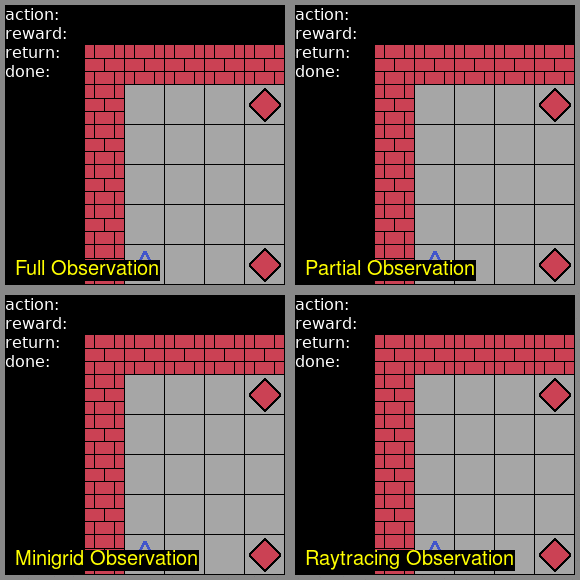 action:
reward:
return:
done:
Full Observation
action:
reward:
return:
done:
Partial Observation
action:
reward:
return:
done:
Minigrid Observation
action:
reward:
return:
done:
Raytracing Observation